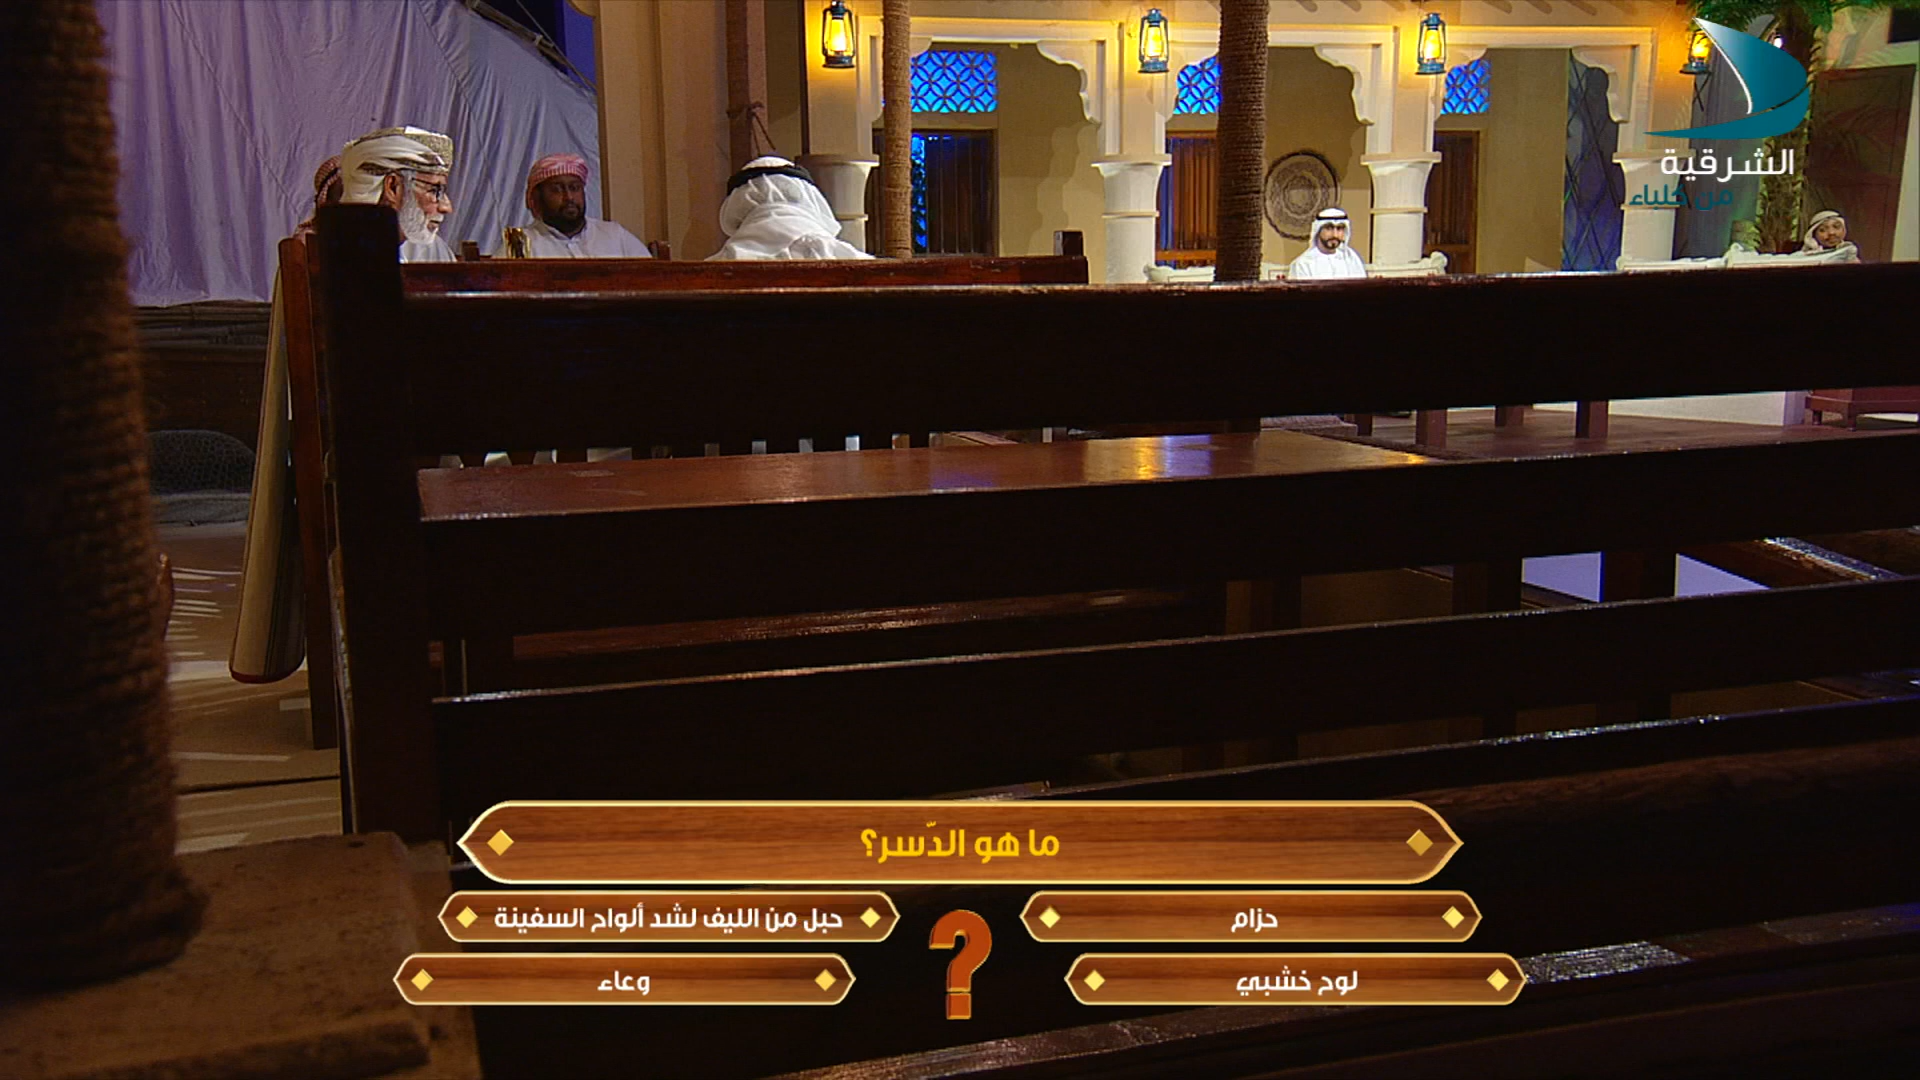 الشرقية
من كلباء
ما هو الدّسر؟
حزام
حبل من الليف لشد ألواح السفينة
لوح خشبي
وعاء
?